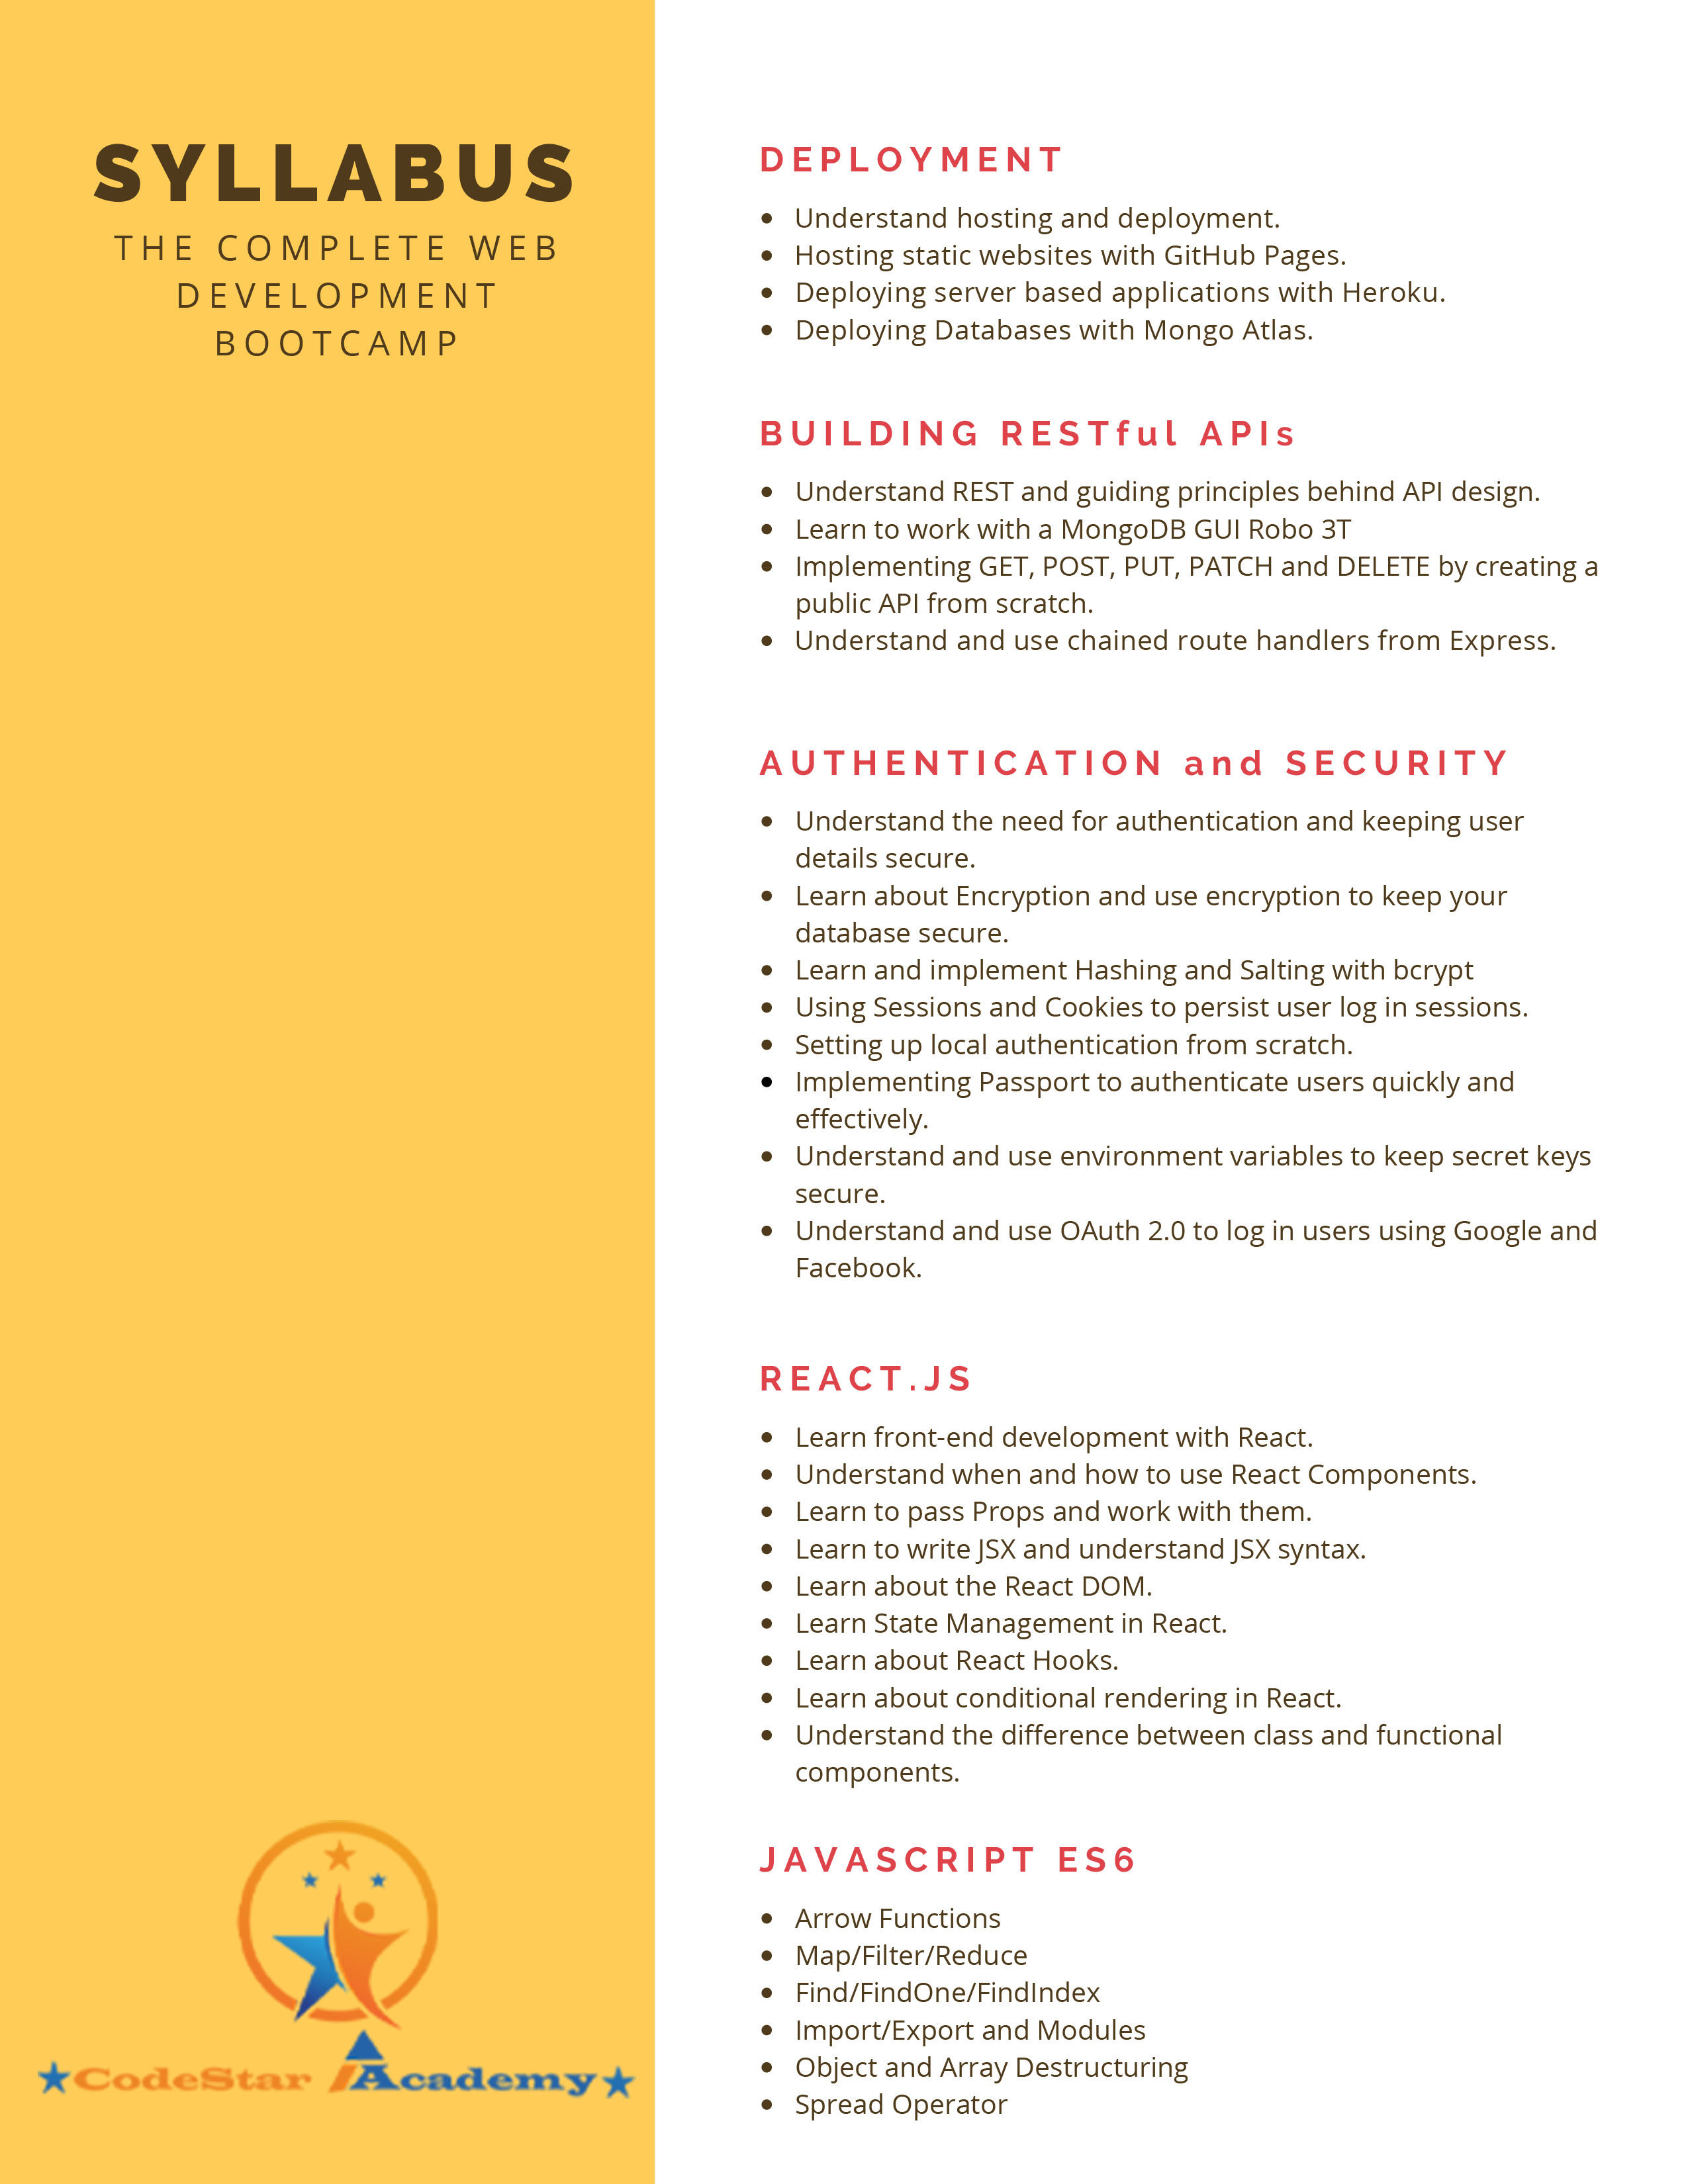 SYLLABUS
THE COMPLETE WEB
DEVELOPMENT
BOOTCAMP
DEPLOYMENT
• Understand hosting and deployment.
• Hosting static websites with GitHub Pages.
• Deploying server based applications with Heroku.
• Deploying Databases with Mongo Atlas.
BUILDING RESTful APIs
• Understand REST and guiding principles behind API design.
• Learn to work with a MongoDB GUI Robo 3T
• Implementing GET, POST, PUT, PATCH and DELETE by creating a
public API from scratch.
• Understand and use chained route handlers from Express.
AUTHENTICATION and SECURITY
• Understand the need for authentication and keeping user
details secure.
• Learn about Encryption and use encryption to keep your
database secure.
• Learn and implement Hashing and Salting with bcrypt
• Using Sessions and Cookies to persist user log in sessions.
• Setting up local authentication from scratch.
• Implementing Passport to authenticate users quickly and
effectively.
• Understand and use environment variables to keep secret keys
secure.
• Understand and use OAuth 2.0 to log in users using Google and
Facebook.
REACT.JS
• Learn front-end development with React.
• Understand when and how to use React Components.
• Learn to pass Props and work with them.
• Learn to write JSX and understand JSX syntax.
• Learn about the React DOM.
• Learn State Management in React.
• Learn about React Hooks.
• Learn about conditional rendering in React.
• Understand the difference between class and functional
components.
JAVASCRIPT ES6
• Arrow Functions
• Map/Filter/Reduce
• Find/FindOne/FindIndex
• Import/Export and Modules
• Object and Array Destructuring
• Spread Operator
CodeStar Academy